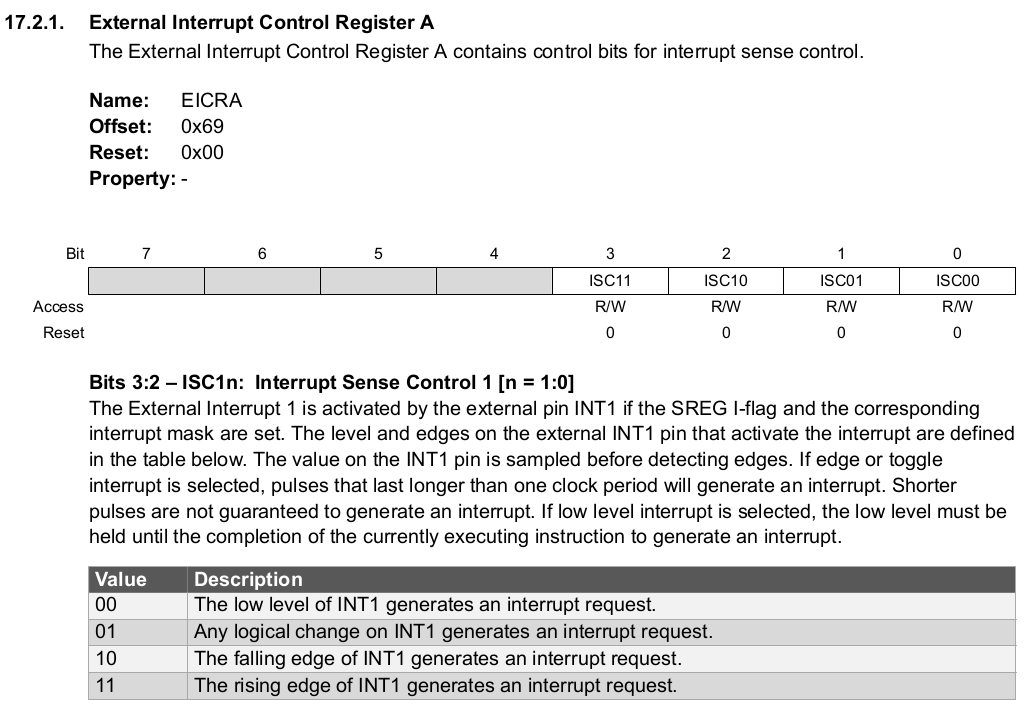 17.2.1. External Interrupt Control Register A
The External Interrupt Control Register A contains control bits for interrupt sense control.
Name: EICRA
Offset: 0x69
Reset: 0x00
Property: -
Bit 7 6 5 4 3 2 1 0
ISC11 ISC10 ISC01 ISC00
Access R/W R/W R/W R/W
Reset 0 0 0 0
Bits 3:2 – ISC1n: Interrupt Sense Control 1 [n = 1:0]
The External Interrupt 1 is activated by the external pin INT1 if the SREG I-flag and the corresponding
interrupt mask are set. The level and edges on the external INT1 pin that activate the interrupt are defined
in the table below. The value on the INT1 pin is sampled before detecting edges. If edge or toggle
interrupt is selected, pulses that last longer than one clock period will generate an interrupt. Shorter
pulses are not guaranteed to generate an interrupt. If low level interrupt is selected, the low level must be
held until the completion of the currently executing instruction to generate an interrupt.
Value Description
00 The low level of INT1 generates an interrupt request.
01 Any logical change on INT1 generates an interrupt request.
10 The falling edge of INT1 generates an interrupt request.
11 The rising edge of INT1 generates an interrupt request.